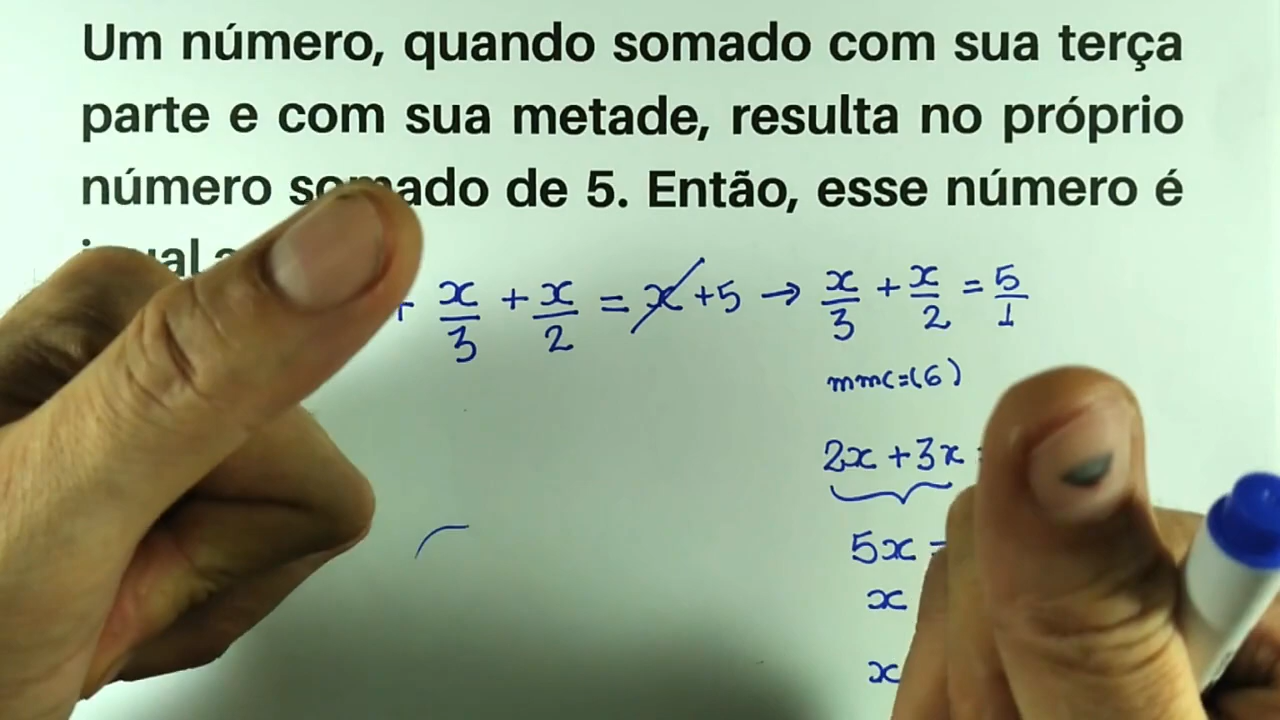 Um número, quando somado com sua terça
parte e com sua metade, resulta no próprio
número somado de 5. Então, esse número é
+ x/3 + x/2 = x + 5 → x/3 + x/2 = 5/1
mmc=(6)
2x + 3x
5x =
x
x